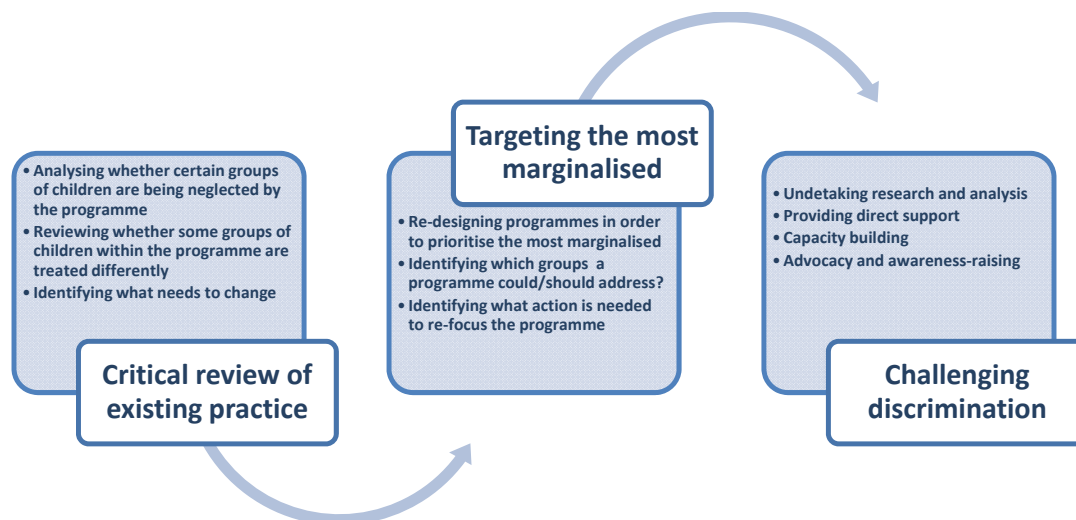 • Analysing whether certain groups
of children are being neglected by
the programme
• Reviewing whether some groups of
children within the programme are
treated differently
• Identifying what needs to change
Critical review of
existing practice
Targeting the most
marginalised
• Re-designing programmes in order
to prioritise the most marginalised
• Identifying which groups a
programme could/should address?
• Identifying what action is needed
to re-focus the programme
• Undetaking research and analysis
• Providing direct support
• Capacity building
• Advocacy and awareness-raising
Challenging
discrimination